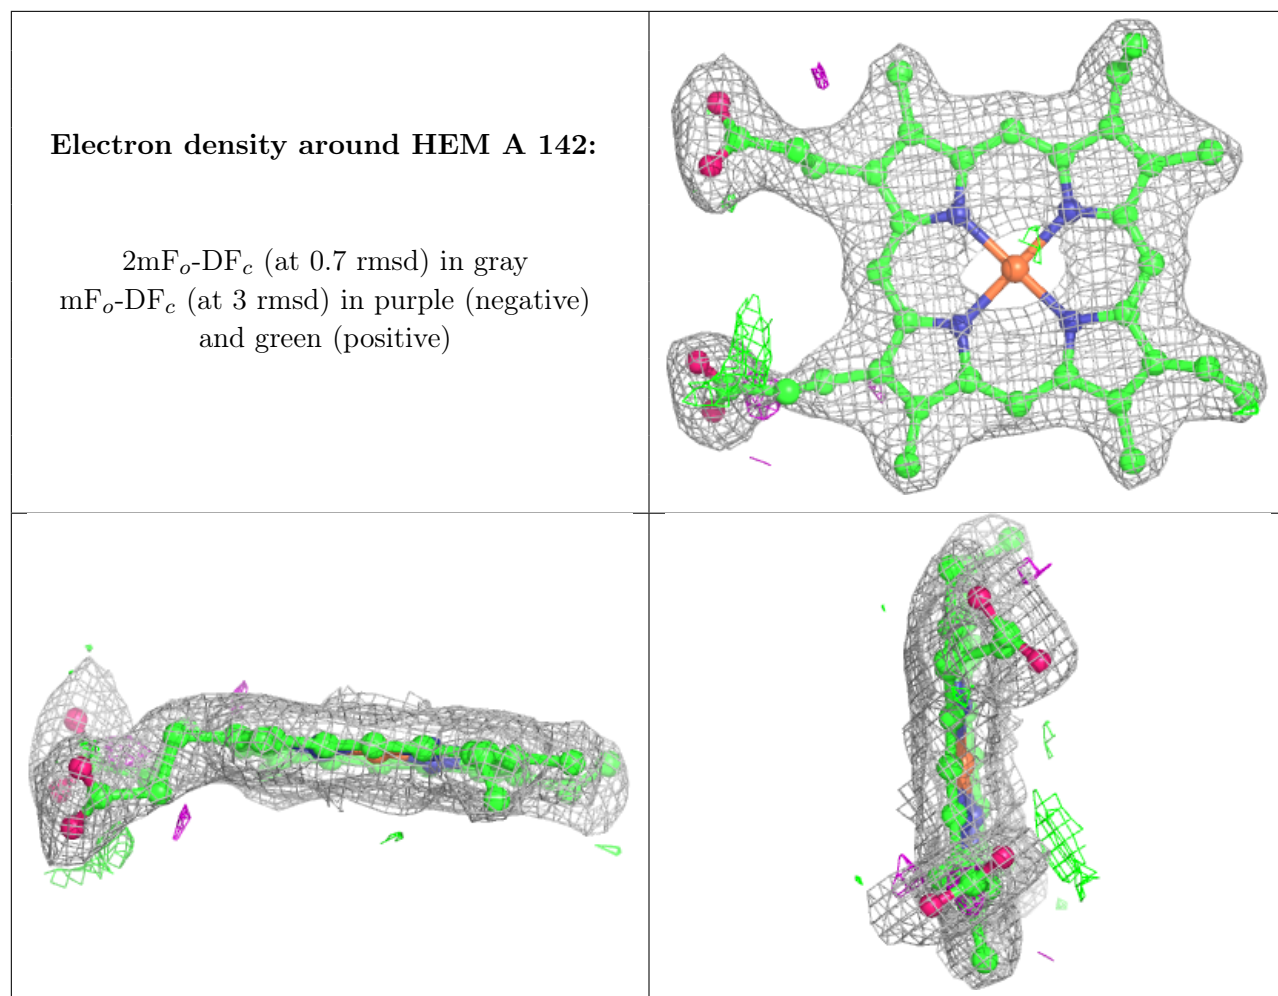 Electron density around HEM A 142:
2mFo-DFc (at 0.7 rmsd) in gray
mFo-DFc (at 3 rmsd) in purple (negative)
and green (positive)